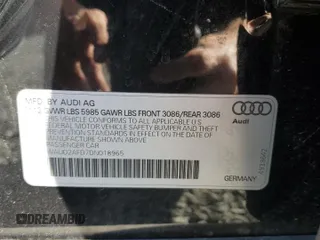 MFD. BY AUDI AG
GVWR LBS 5985 GAWR LBS FRONT 3086/REAR 3086
THIS VEHICLE CONFORMS TO ALL APPLICABLE U.S.
FEDERAL MOTOR VEHICLE SAFETY BUMPER AND THEFT
PREVENTION STANDARDS IN EFFECT ON THE DATE OF
MANUFACTURE SHOWN ABOVE
PASSENGER CAR
WAUD2AFD7DN018965
Audi
GERMANY
DREAMBID